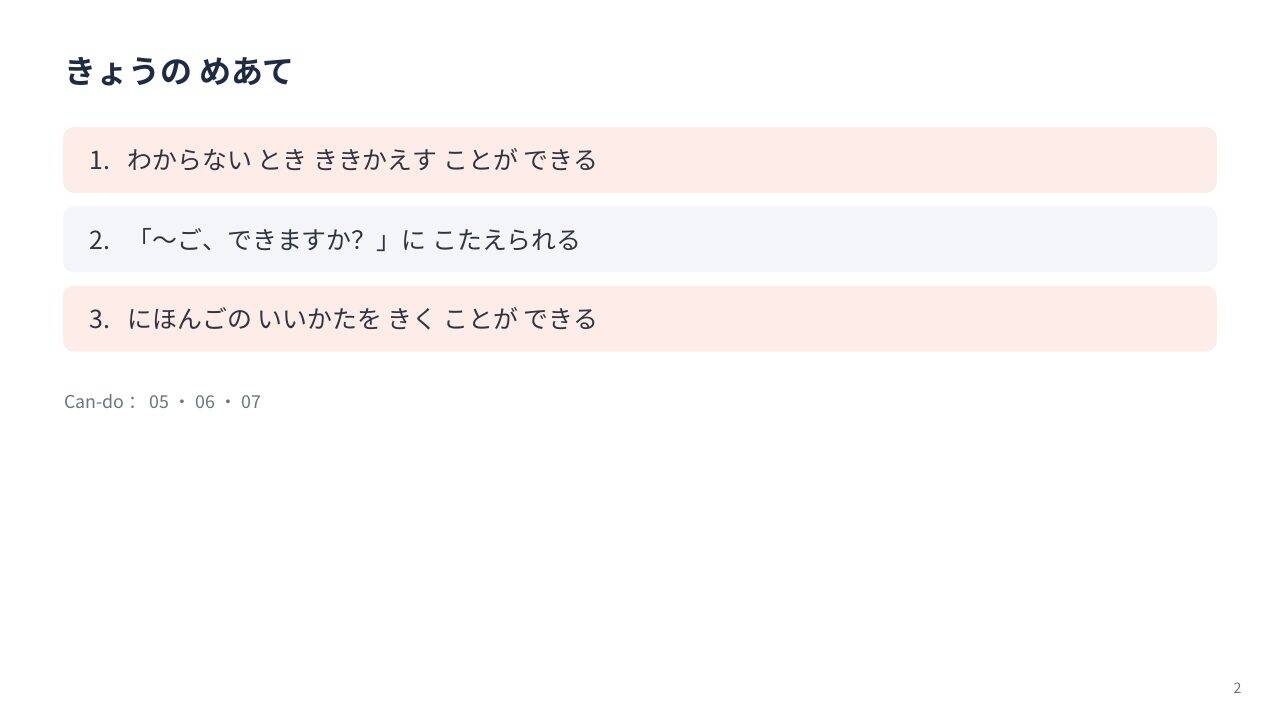 きょうの めあて
1. わからない とき ききかえす ことが できる
2. 「～ご、できますか？」に こたえられる
3. にほんごの いいかたを きく ことが できる
Can-do： 05 ・ 06 ・ 07
2